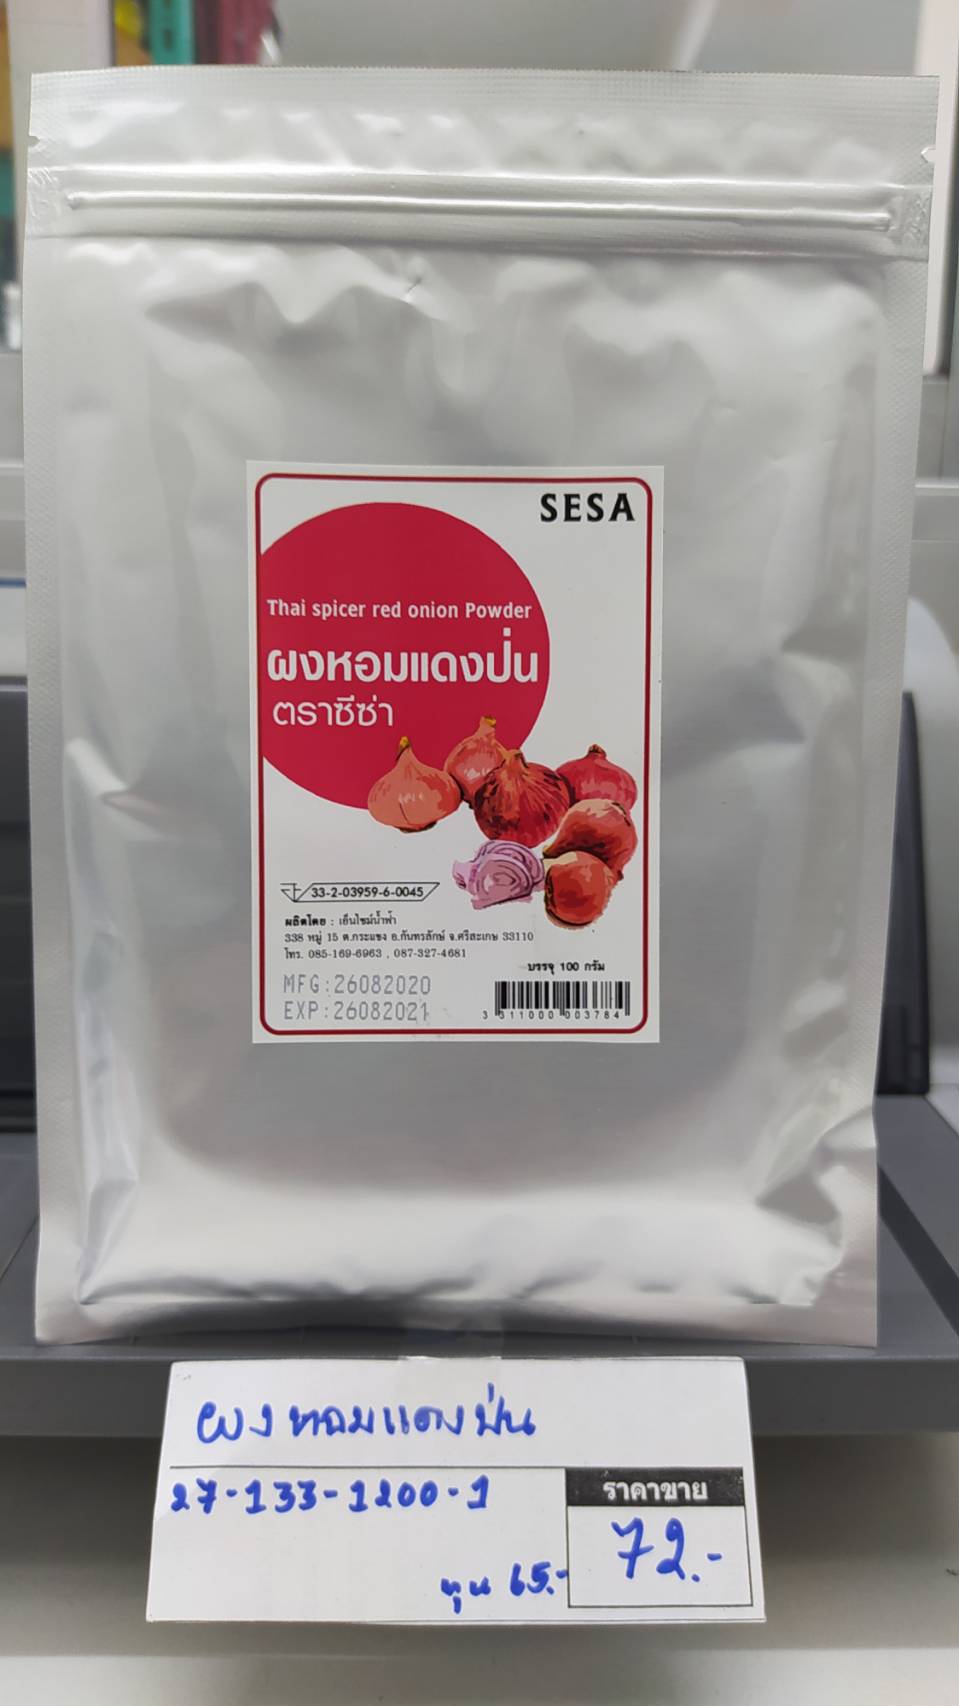 SESA
Thai spicer red onion Powder
ผงหอมแดงป่น
ตราซีซ่า
33-2-03959-6-0045
ผลิตโดย : เอ็นไซม์น้ำฟ้า
338 หมู่ 15 ต.กระแชง อ.กันทรลักษ์ จ.ศรีสะเกษ 33110
โทร. 085-169-6963 , 087-327-4681
บรรจุ 100 กรัม
MFG:26082020
EXP:26082021
3 311000 003784
ผงหอมแดงป่น
27-133-1200-1
ราคาขาย
72.-
ทุน 65.-